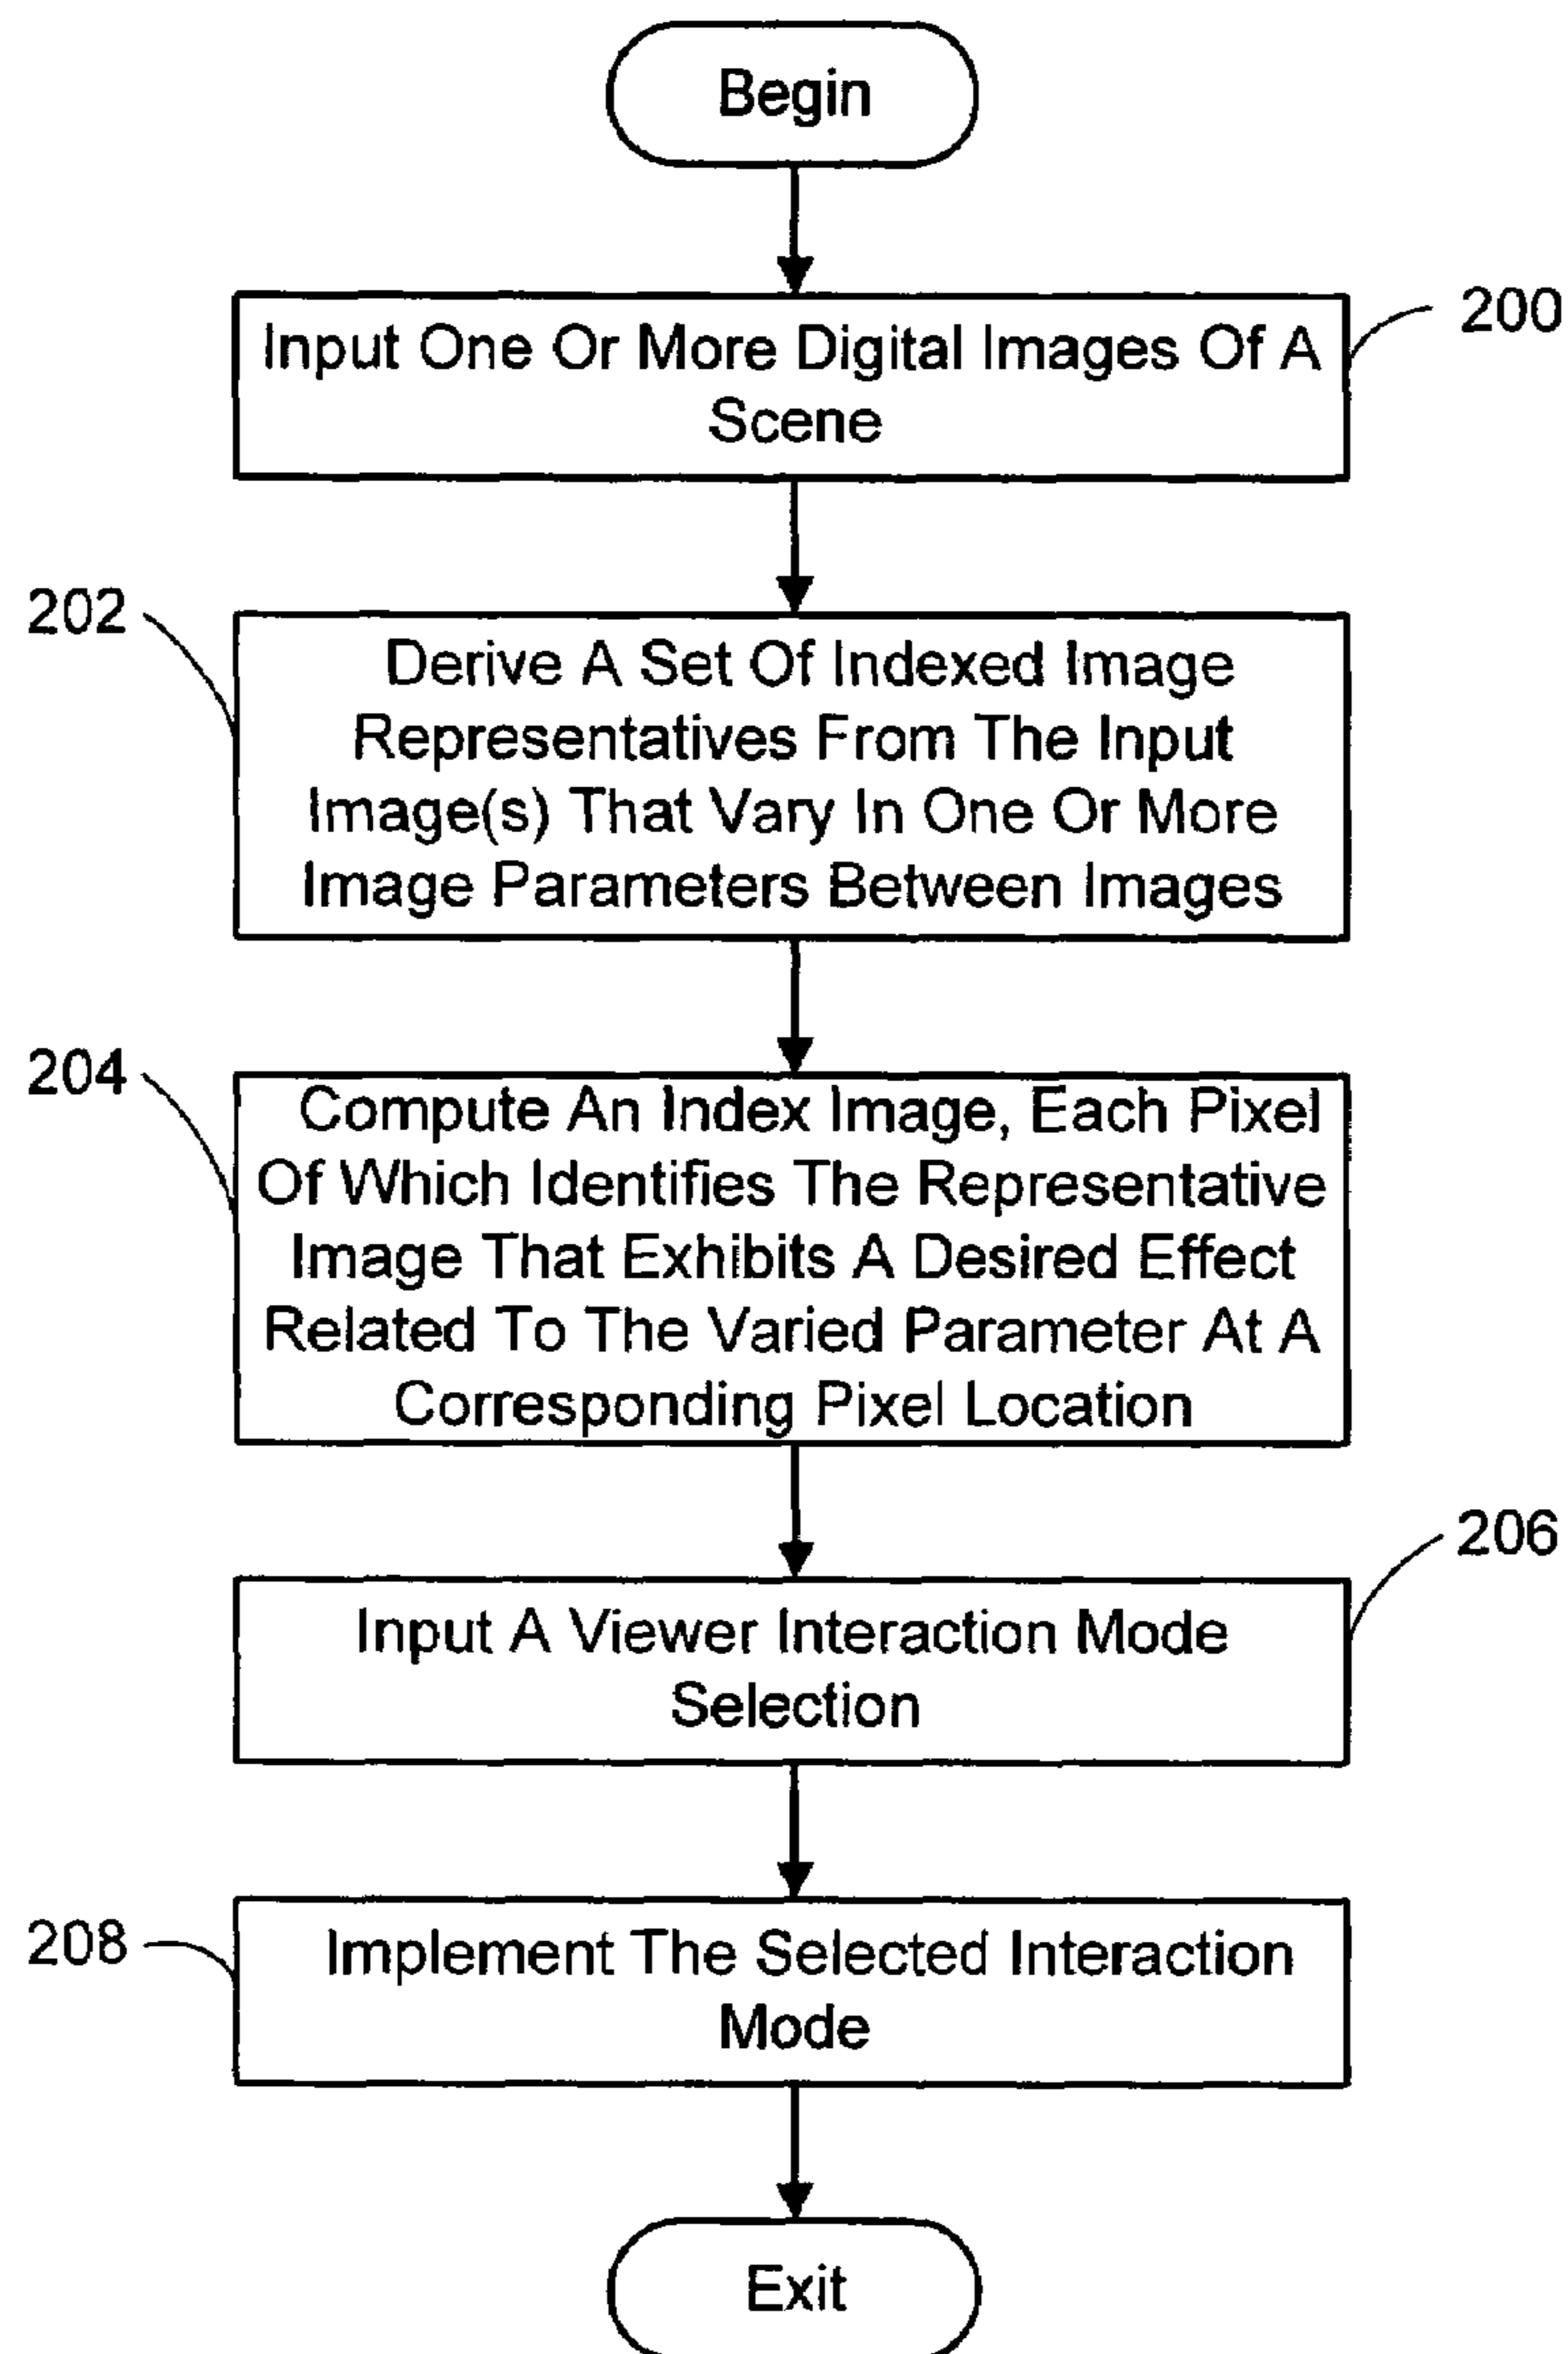 Begin
Input One Or More Digital Images Of A
Scene
200
202
Derive A Set Of Indexed Image
Representatives From The Input
Image(s) That Vary In One Or More
Image Parameters Between Images
204
Compute An Index Image, Each Pixel
Of Which Identifies The Representative
Image That Exhibits A Desired Effect
Related To The Varied Parameter At A
Corresponding Pixel Location
206
Input A Viewer Interaction Mode
Selection
208
Implement The Selected Interaction
Mode
Exit